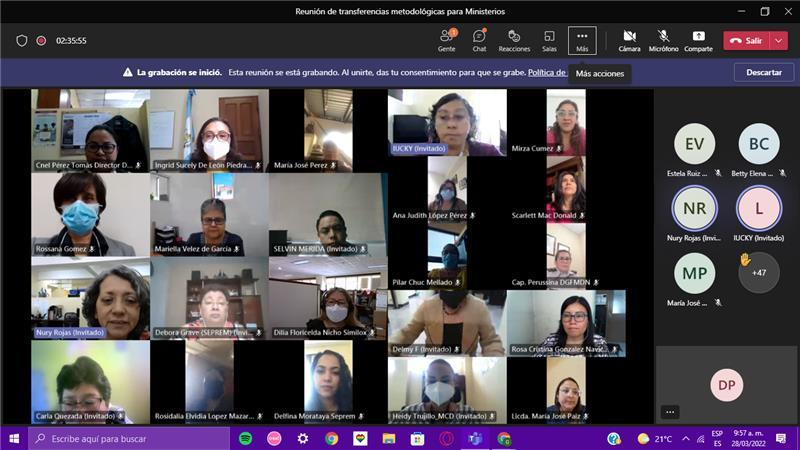 Reunión de transferencias metodológicas para Ministerios
02:35:55
1
Gente
Chat
Reacciones
Salas
Más
Cámara
Micrófono
Comparte
Salir
La grabación se inició. Esta reunión se está grabando. Al unirte, das tu consentimiento para que se grabe. Política de
Más acciones
Descartar
Cnel Pérez Tomás Director D...
Ingrid Sucely De León Piedra...
María José Perez
IUCKY (Invitado)
Mirza Cumez
Rossana Gomez
Mariella Velez de García
SELVIN MERIDA (Invitado)
Ana Judith López Pérez
Scarlett Mac Donald
Pilar Chuc Mellado
Cap. Perussina DGFMDN
Nury Rojas (Invitado)
Debora Grave (SEPREM) (Invi...
Dilia Floricelda Nicho Similox
Delmy F (Invitado)
Rosa Cristina Gonzalez Navic...
Carla Quezada (Invitado)
Rosidalia Elvidia Lopez Mazar...
Delfina Morataya Seprem
Heidy Trujillo_MCD (Invitado)
Licda. María José Paiz
EV
Estela Ruiz ...
BC
Betty Elena ...
NR
Nury Rojas (Invi...
L
IUCKY (Invitado)
MP
María José ...
+47
DP
Escribe aquí para buscar
21°C
ESP
ES
9:57 a. m.
28/03/2022